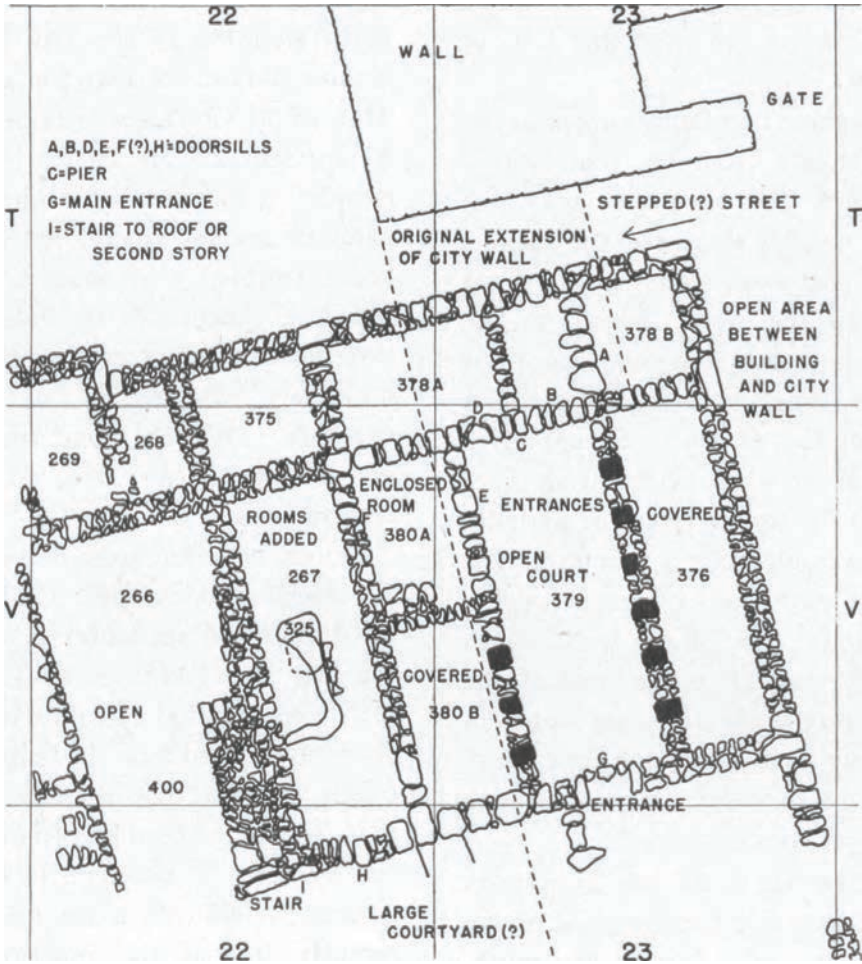 22
23
WALL
GATE
A,B,D,E,F(?),H=DOORSILLS
C=PIER
G=MAIN ENTRANCE
I=STAIR TO ROOF OR
SECOND STORY
T
T
STEPPED(?) STREET
ORIGINAL EXTENSION
OF CITY WALL
OPEN AREA
BETWEEN
BUILDING
AND CITY
WALL
378 B
A
378A
B
375
D
C
268
269
ENCLOSED
ROOM
F
380A
E
ENTRANCES
COVERED
ROOMS
ADDED
OPEN
COURT
379
376
267
266
V
V
325
COVERED
380 B
OPEN
G
400
ENTRANCE
H
STAIR
I
LARGE
COURTYARD(?)
22
23